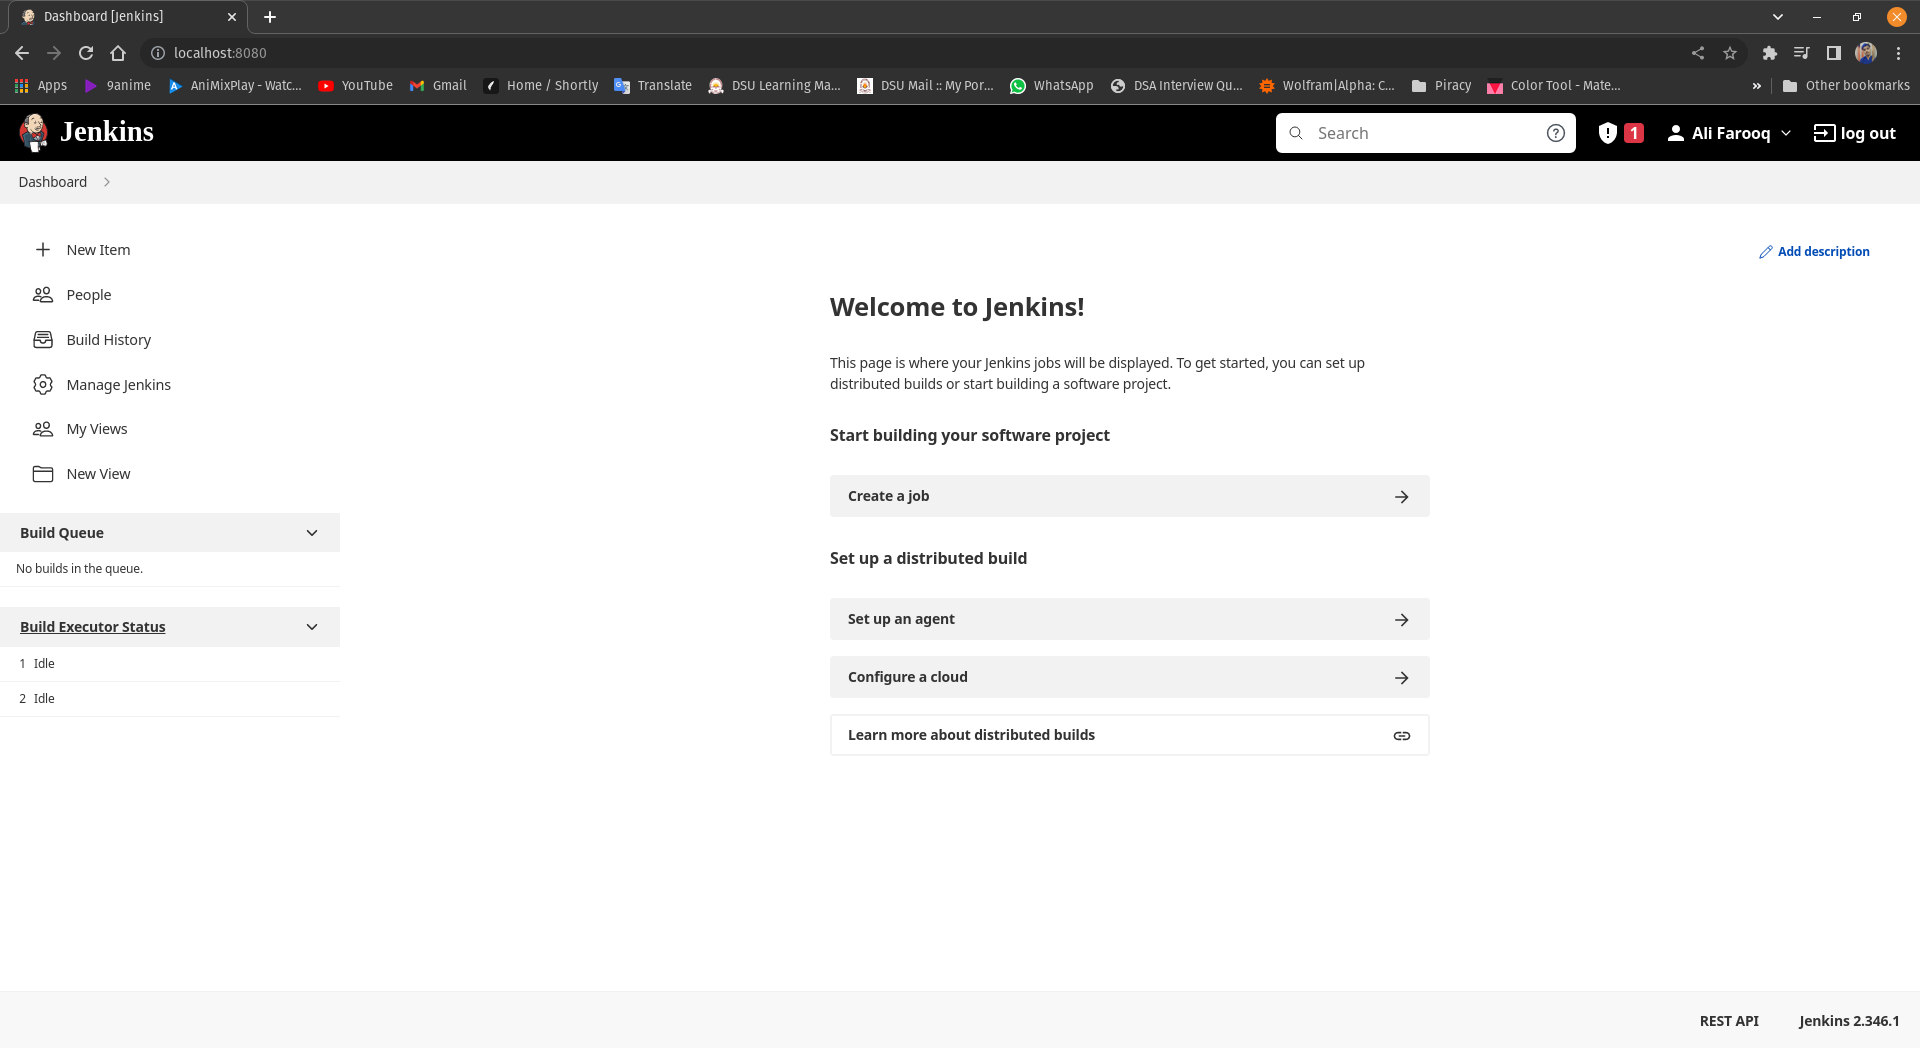 Dashboard [Jenkins]
localhost:8080
Apps 9anime AniMixPlay - Watc... YouTube Gmail Home / Shortly Translate DSU Learning Ma... DSU Mail :: My Por... WhatsApp DSA Interview Qu... Wolfram|Alpha: C... Piracy Color Tool - Mate... » Other bookmarks
Jenkins Search 1 Ali Farooq log out
Dashboard
New Item
People
Build History
Manage Jenkins
My Views
New View
Build Queue
No builds in the queue.
Build Executor Status
1 Idle
2 Idle
Add description
Welcome to Jenkins!
This page is where your Jenkins jobs will be displayed. To get started, you can set up
distributed builds or start building a software project.
Start building your software project
Create a job
Set up a distributed build
Set up an agent
Configure a cloud
Learn more about distributed builds
REST API Jenkins 2.346.1